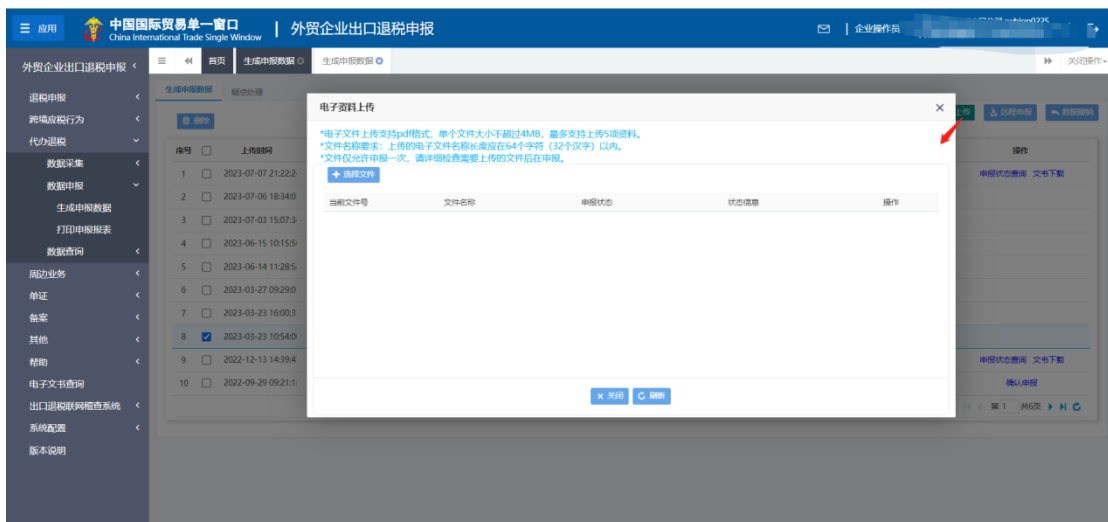 应用
中国国际贸易单一窗口
China International Trade Single Window
外贸企业出口退税申报
企业操作员
外贸企业出口退税申报
首页
生成申报数据
生成申报数据
关闭操作
退税申报
跨境应税行为
代办退税
数据采集
数据申报
生成申报数据
打印申报报表
数据查询
周边业务
单证
备案
其他
帮助
电子文书查询
出口退税联网稽查系统
系统配置
版本说明
生成申报数据
疑点处理
删除
上传
远程申报
数据撤销
序号 上传时间 操作
1 2023-07-07 21:22:2 申报状态查询 文书下载
2 2023-07-06 18:34:0
3 2023-07-03 15:07:3
4 2023-06-15 10:15:5
5 2023-06-14 11:28:5
6 2023-03-27 09:29:0
7 2023-03-23 16:00:3
8 2023-03-23 10:54:0
9 2022-12-13 14:39:4 申报状态查询 文书下载
10 2022-09-29 09:21:1 确认申报
第 1 共6页
电子资料上传
*电子文件上传支持pdf格式，单个文件大小不超过4MB，最多支持上传5项资料。
*文件名称要求：上传的电子文件名称长度应在64个字符（32个汉字）以内。
*文件仅允许申报一次，请详细检查需要上传的文件后在申报。
选择文件
当前文件号 文件名称 申报状态 状态信息 操作
关闭 刷新